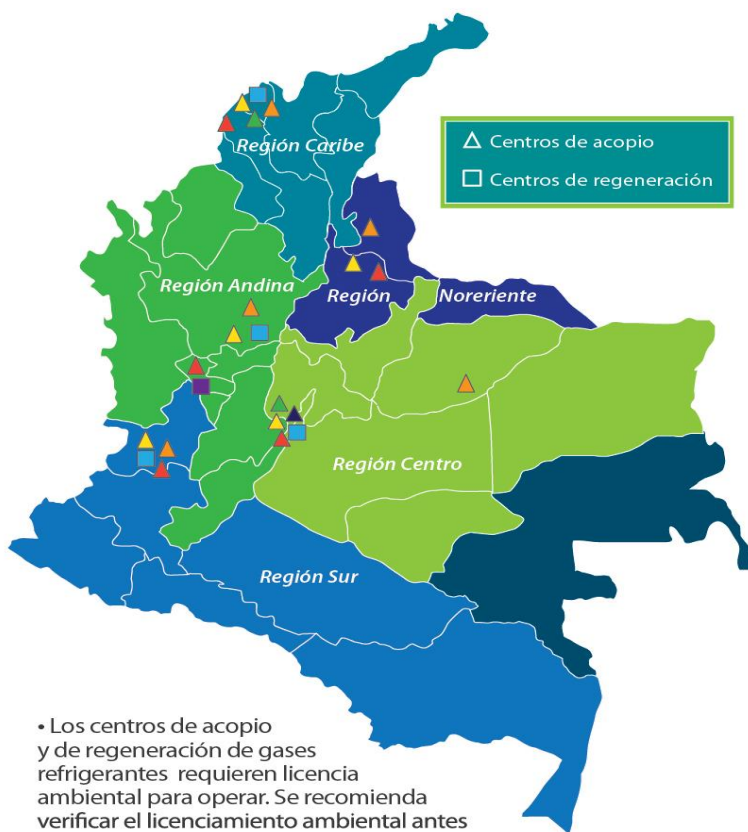 Región Caribe
Centros de acopio
Centros de regeneración
Región Andina
Región Noreriente
Región Centro
Región Sur
• Los centros de acopio
y de regeneración de gases
refrigerantes requieren licencia
ambiental para operar. Se recomienda
verificar el licenciamiento ambiental antes